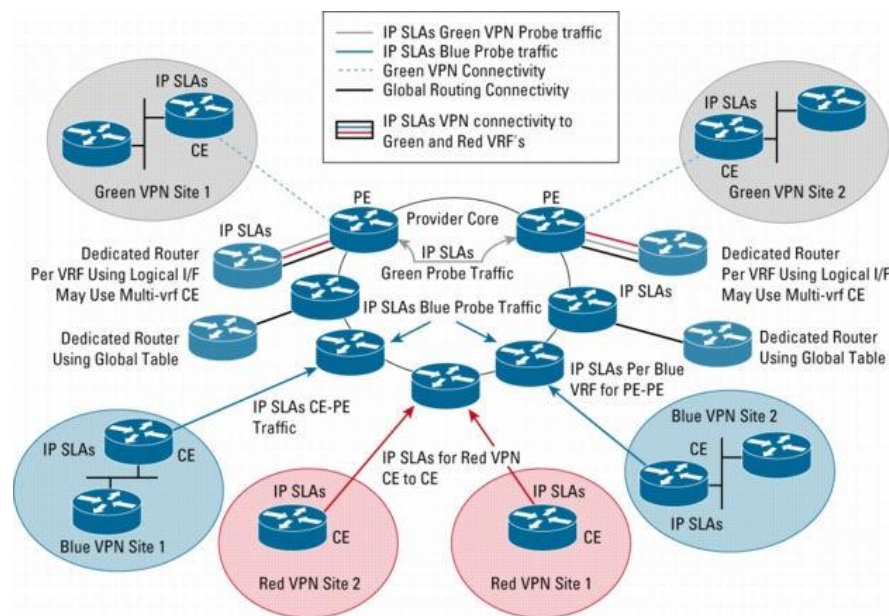 IP SLAs Green VPN Probe traffic
IP SLAs Blue Probe traffic
Green VPN Connectivity
Global Routing Connectivity
IP SLAs VPN connectivity to
Green and Red VRF's
IP SLAs
CE
Green VPN Site 1
IP SLAs
CE
Green VPN Site 2
PE
PE
Provider Core
IP SLAs
Green Probe Traffic
IP SLAs
Dedicated Router
Per VRF Using Logical I/F
May Use Multi-vrf CE
Dedicated Router
Per VRF Using Logical I/F
May Use Multi-vrf CE
IP SLAs
IP SLAs Blue Probe Traffic
Dedicated Router
Using Global Table
Dedicated Router
Using Global Table
IP SLAs Per Blue
VRF for PE-PE
IP SLAs CE-PE
Traffic
IP SLAs
CE
Blue VPN Site 1
IP SLAs for Red VPN
CE to CE
IP SLAs
CE
Red VPN Site 2
IP SLAs
CE
Red VPN Site 1
Blue VPN Site 2
CE
IP SLAs